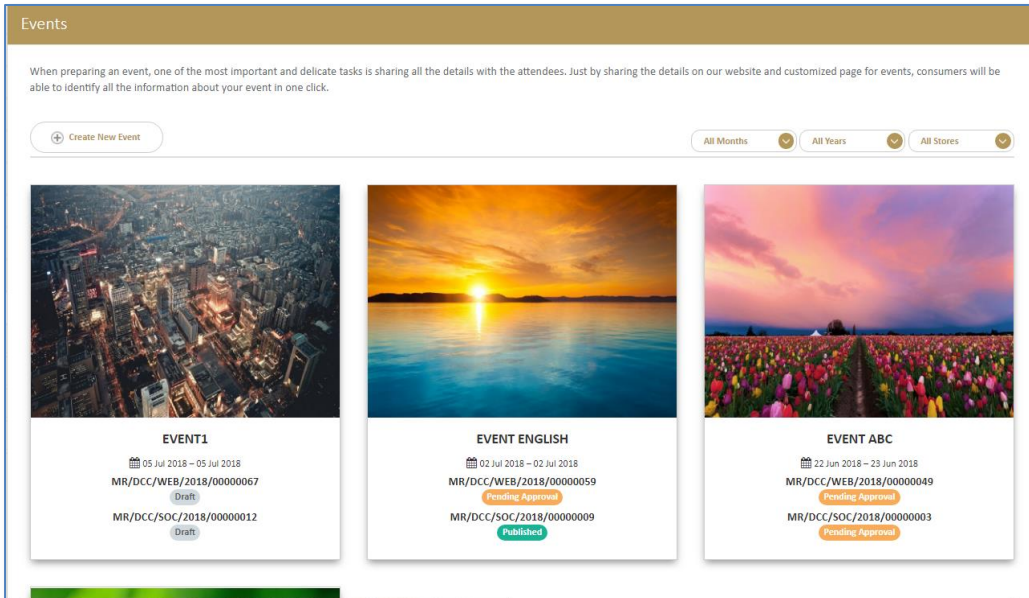 Events
When preparing an event, one of the most important and delicate tasks is sharing all the details with the attendees. Just by sharing the details on our website and customized page for events, consumers will be
able to identify all the information about your event in one click.
Create New Event
All Months
All Years
All Stores
EVENT1
05 Jul 2018 – 05 Jul 2018
MR/DCC/WEB/2018/00000067
Draft
MR/DCC/SOC/2018/00000012
Draft
EVENT ENGLISH
02 Jul 2018 – 02 Jul 2018
MR/DCC/WEB/2018/00000059
Pending Approval
MR/DCC/SOC/2018/00000009
Published
EVENT ABC
22 Jun 2018 – 23 Jun 2018
MR/DCC/WEB/2018/00000049
Pending Approval
MR/DCC/SOC/2018/00000003
Pending Approval